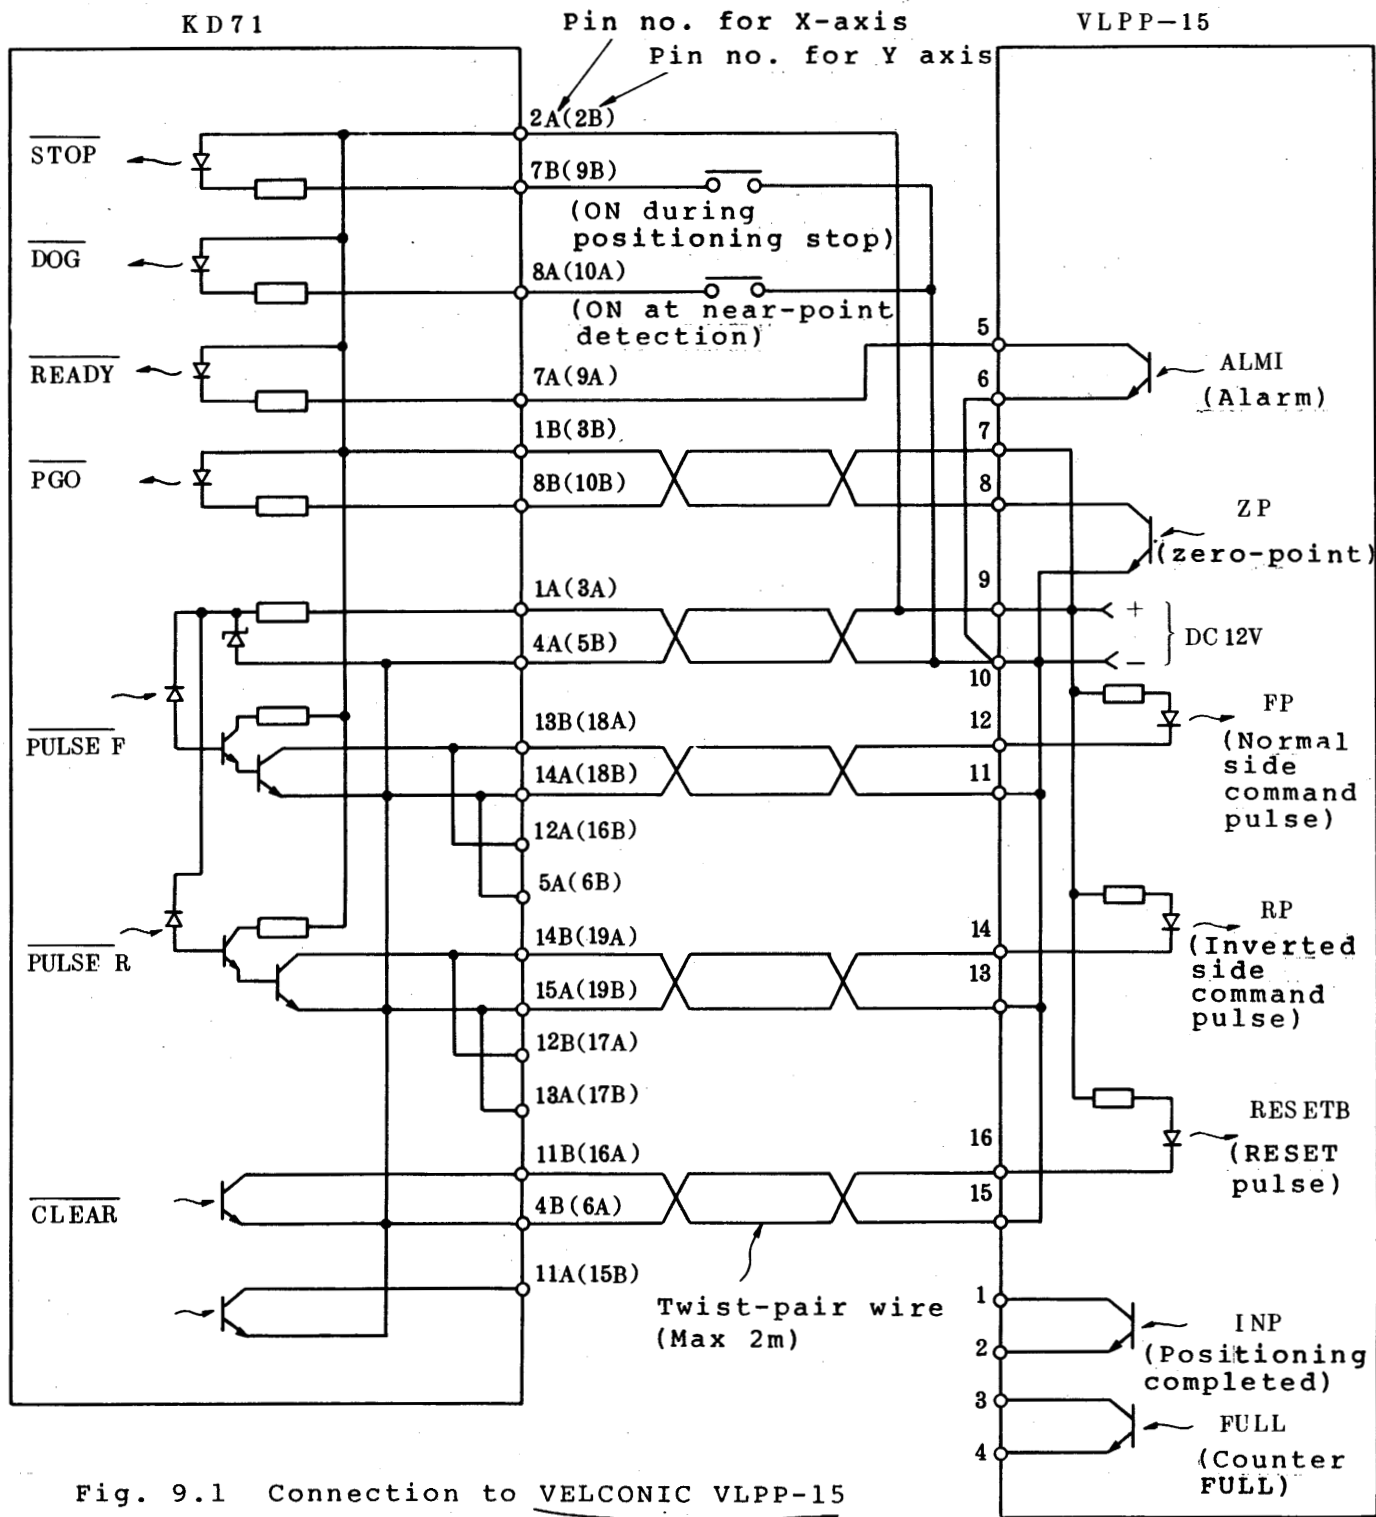 KD71
Pin no. for X-axis
VLPP-15
Pin no. for Y axis
2A(2B)
STOP
7B(9B)
(ON during
positioning stop)
DOG
8A(10A)
(ON at near-point
detection)
5
READY
7A(9A)
6
ALMI
(Alarm)
1B(3B)
7
PGO
8B(10B)
8
ZP
(zero-point)
1A(3A)
9
+
4A(5B)
DC12V
−
10
13B(18A)
12
FP
PULSE F
(Normal
side
command
pulse)
14A(18B)
11
12A(16B)
5A(6B)
14B(19A)
14
RP
PULSE R
(Inverted
side
command
pulse)
15A(19B)
13
12B(17A)
13A(17B)
RESETB
11B(16A)
16
(RESET
pulse)
CLEAR
4B(6A)
15
11A(15B)
Twist-pair wire
(Max 2m)
1
INP
2
(Positioning
completed)
3
FULL
4
(Counter
FULL)
Fig. 9.1 Connection to VELCONIC VLPP-15